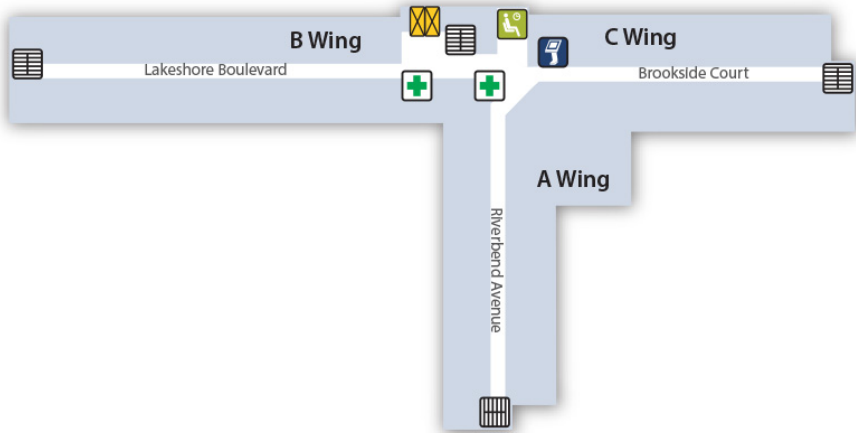 B Wing
C Wing
Lakeshore Boulevard
Brookside Court
A Wing
Riverbend Avenue